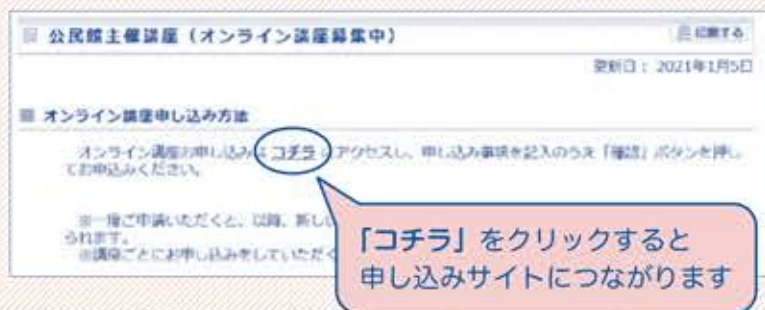 公民館主催講座（オンライン講座募集中）
印刷する
更新日： 2021年1月5日
オンライン講座申し込み方法
オンライン講座お申し込みは コチラ にアクセスし、申し込み事項を記入のうえ「確認」ボタンを押し
てお申込みください。
※一度ご申請いただくと、以降、新し
られます。
※講座ごとにお申し込みをしていただく
「コチラ」をクリックすると
申し込みサイトにつながります